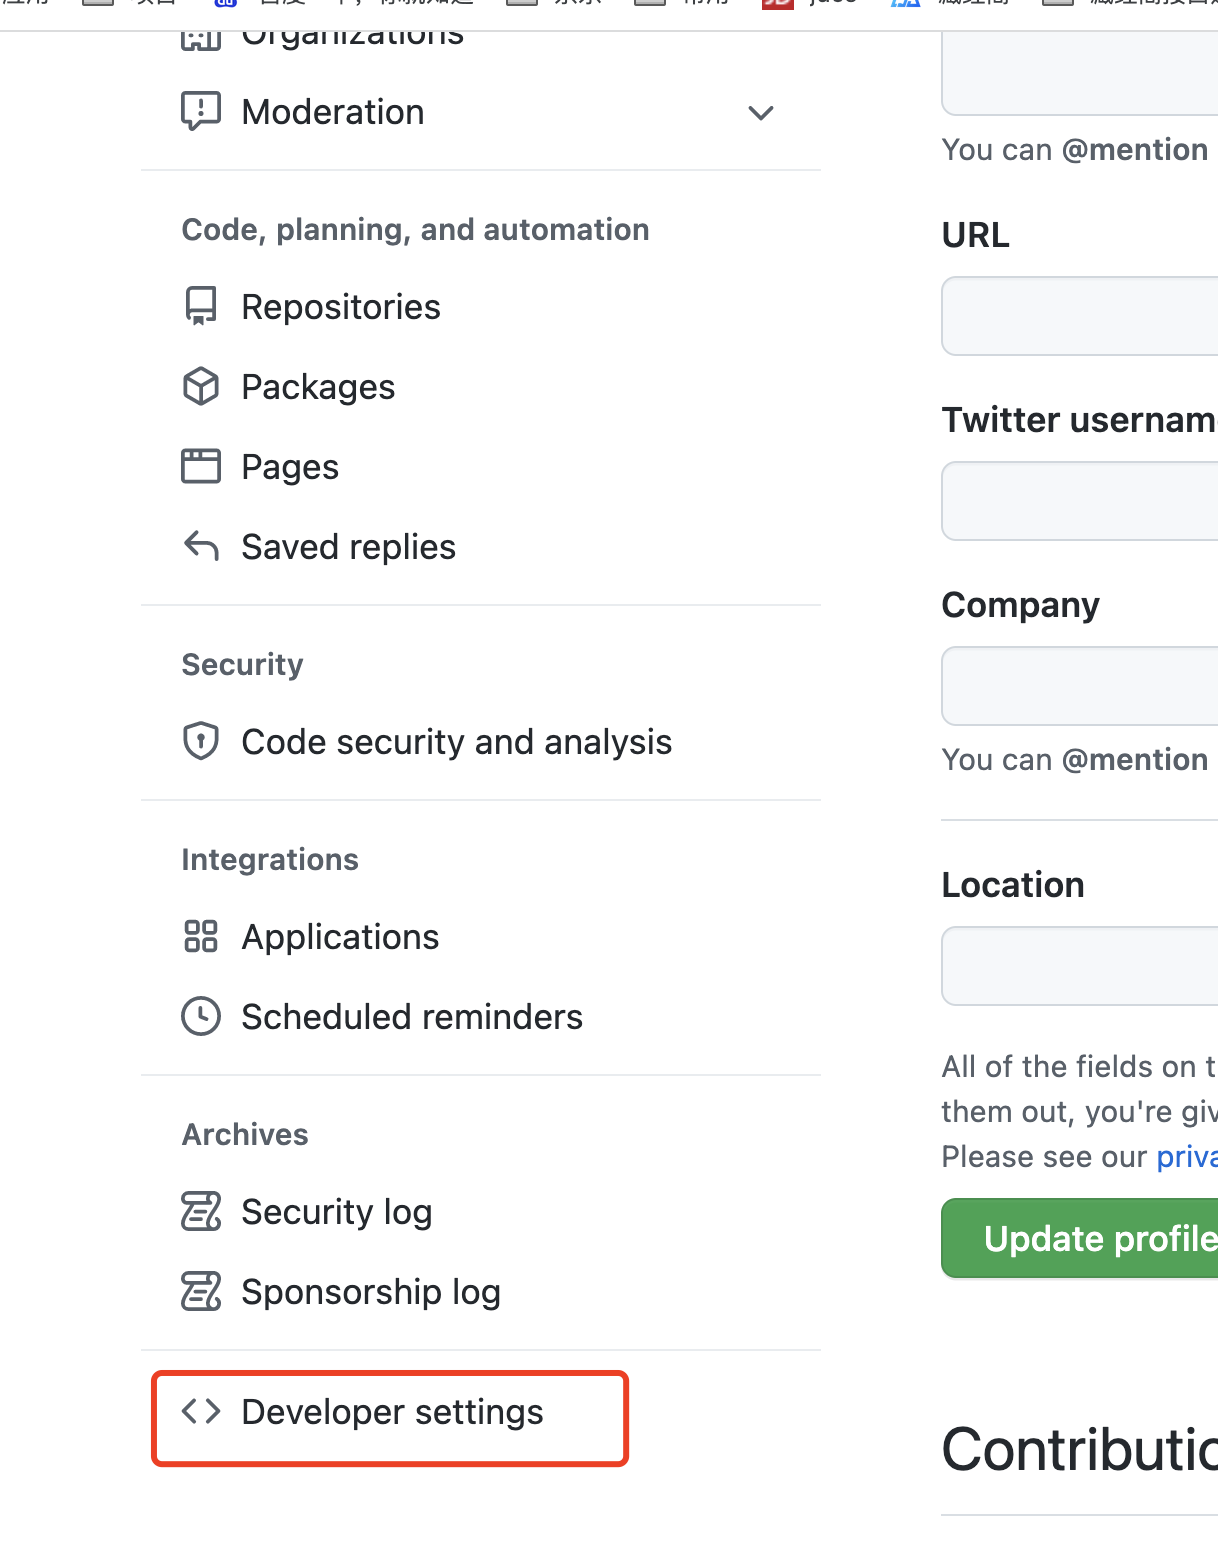 Organizations
Moderation
Code, planning, and automation
Repositories
Packages
Pages
Saved replies
Security
Code security and analysis
Integrations
Applications
Scheduled reminders
Archives
Security log
Sponsorship log
Developer settings
You can @mention
URL
Twitter usernam
Company
You can @mention
Location
All of the fields on t
them out, you're giv
Please see our priva
Update profile
Contributio